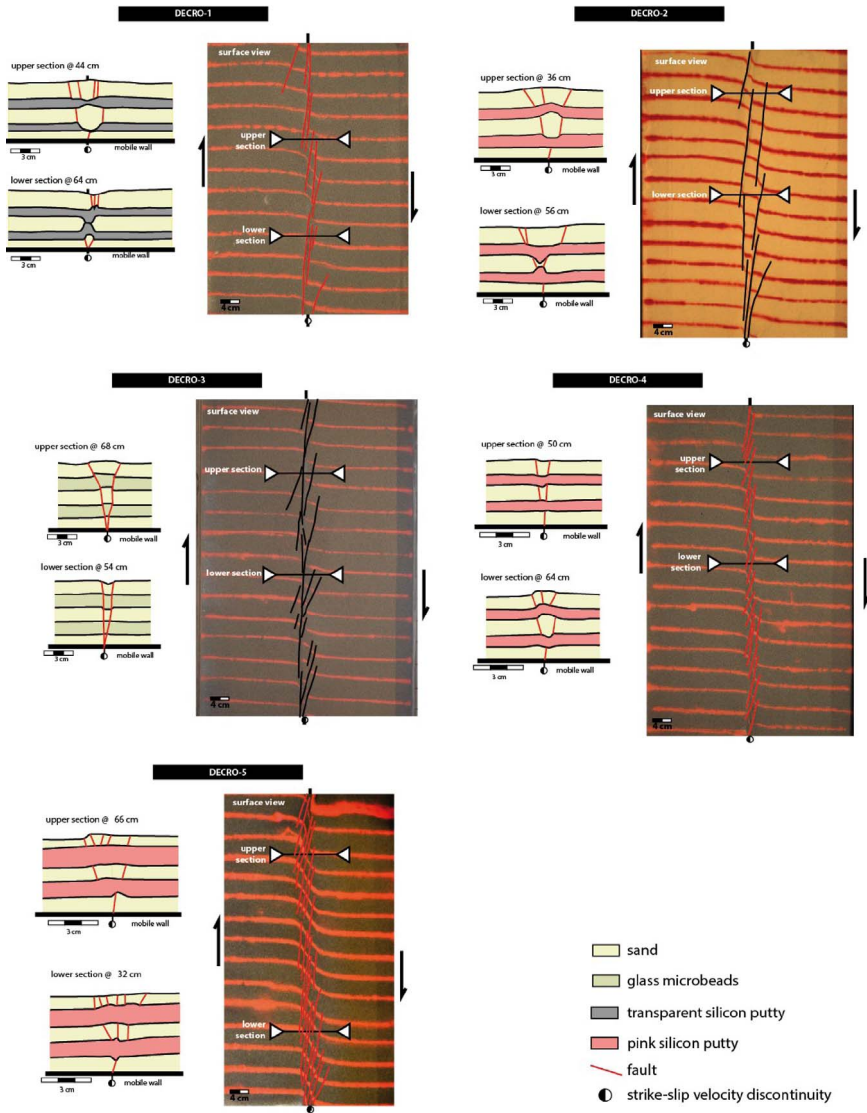 DECRO-1
upper section @ 44 cm
3 cm
mobile wall
lower section @64 cm
3 cm
mobile wall
surface view
upper
section
lower
section
4 cm
DECRO-2
upper section @ 36 cm
3 cm
mobile wall
lower section @ 56 cm
3 cm
mobile wall
surface view
upper section
lower section
4 cm
DECRO-3
upper section @ 68 cm
3 cm
mobile wall
lower section @ 54 cm
3 cm
mobile wall
surface view
upper section
lower section
4 cm
DECRO-4
upper section @ 50 cm
3 cm
mobile wall
lower section @ 64 cm
3 cm
mobile wall
surface view
upper
section
lower
section
4 cm
DECRO-5
upper section @ 66 cm
3 cm
mobile wall
lower section @ 32 cm
3 cm
mobile wall
surface view
upper
section
lower
section
4 cm
sand
glass microbeads
transparent silicon putty
pink silicon putty
fault
strike-slip velocity discontinuity